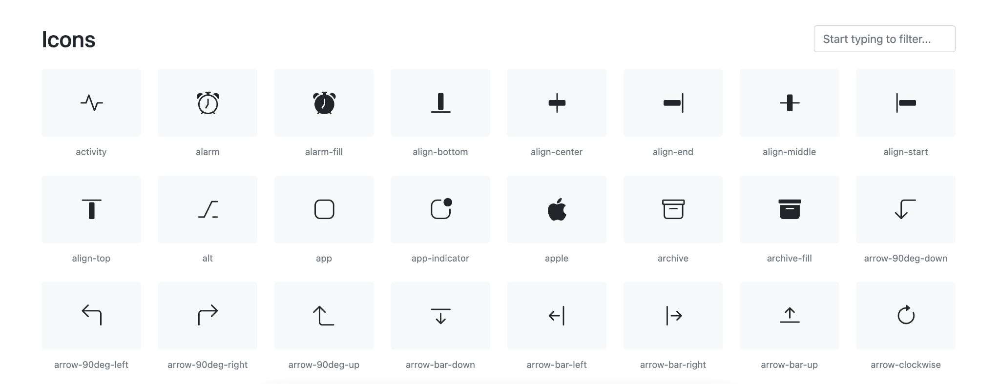 Icons
Start typing to filter...
activity
alarm
alarm-fill
align-bottom
align-center
align-end
align-middle
align-start
align-top
alt
app
app-indicator
apple
archive
archive-fill
arrow-90deg-down
arrow-90deg-left
arrow-90deg-right
arrow-90deg-up
arrow-bar-down
arrow-bar-left
arrow-bar-right
arrow-bar-up
arrow-clockwise